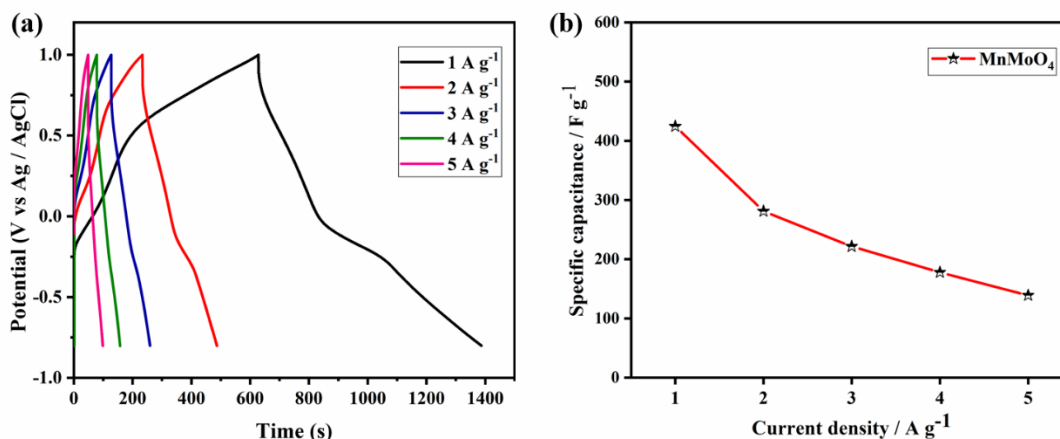 (a)
1.0
0.5
0.0
-0.5
-1.0
Potential (V vs Ag / AgCl)
1 A g⁻¹
2 A g⁻¹
3 A g⁻¹
4 A g⁻¹
5 A g⁻¹
0 200 400 600 800 1000 1200 1400
Time (s)
(b)
600
500
400
300
200
100
0
Specific capacitance / F g⁻¹
MnMoO₄
1 2 3 4 5
Current density / A g⁻¹